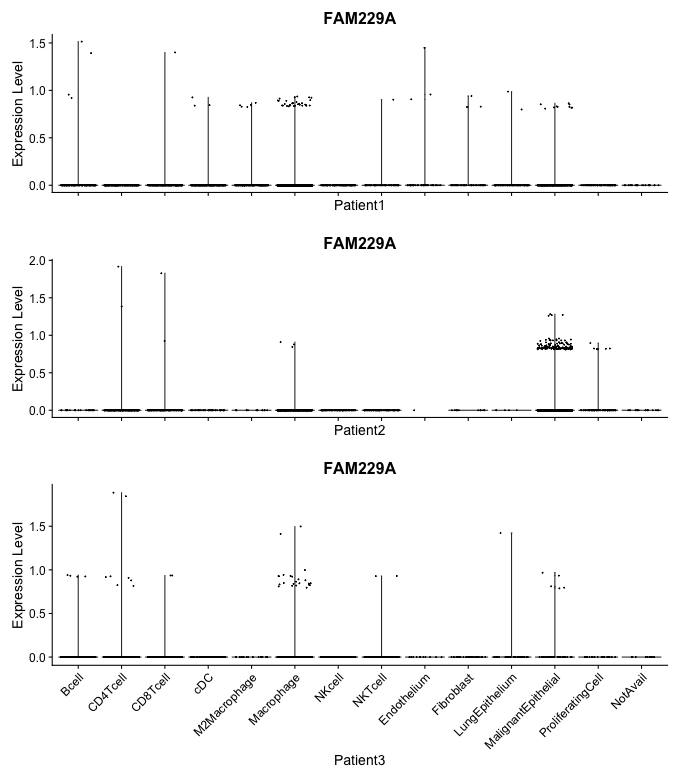 FAM229A
Expression Level
1.5
1.0
0.5
0.0
Patient1
FAM229A
Expression Level
2.0
1.5
1.0
0.5
0.0
Patient2
FAM229A
Expression Level
1.5
1.0
0.5
0.0
Bcell
CD4Tcell
CD8Tcell
cDC
M2Macrophage
Macrophage
NKcell
NKTcell
Endothelium
Fibroblast
LungEpithelium
MalignantEpithelial
ProliferatingCell
NotAvail
Patient3